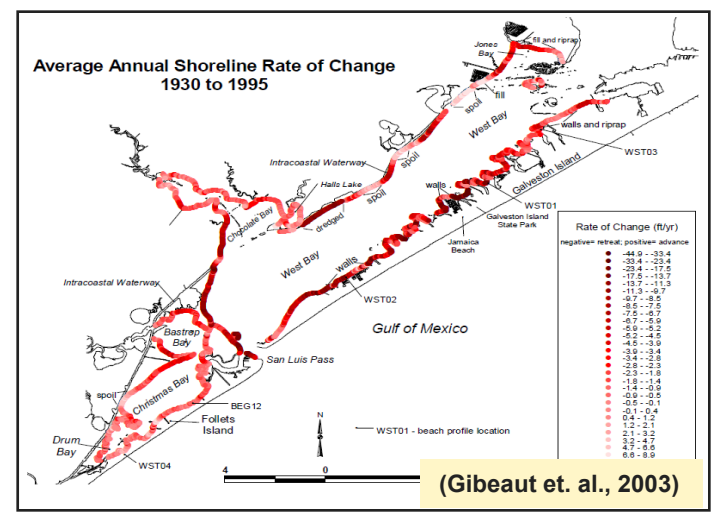 Average Annual Shoreline Rate of Change
1930 to 1995
Jones
Bay
fill and riprap
fill
spoil
West Bay
walls and riprap
WST03
Galveston Island
spoil
Intracoastal Waterway
Halls Lake
spoil
walls
WST01
Galveston Island
State Park
Chocolate Bay
dredged
Jamaica
Beach
West Bay
walls
WST02
Intracoastal Waterway
Gulf of Mexico
Bastrop
Bay
San Luis Pass
Christmas Bay
spoil
BEG12
Follets
Island
Drum
Bay
WST04
N
WST01 - beach profile location
4
0
Rate of Change (ft/yr)
negative= retreat; positive= advance
-44.9 - -33.4
-33.4 - -23.4
-23.4 - -17.5
-17.5 - -13.7
-13.7 - -11.3
-11.3 - -9.7
-9.7 - -8.5
-8.5 - -7.5
-7.5 - -6.7
-6.7 - -5.9
-5.9 - -5.2
-5.2 - -4.5
-4.5 - -3.9
-3.9 - -3.4
-3.4 - -2.8
-2.8 - -2.3
-2.3 - -1.8
-1.8 - -1.4
-1.4 - -0.9
-0.9 - -0.5
-0.5 - -0.1
-0.1 - 0.4
0.4 - 1.2
1.2 - 2.1
2.1 - 3.2
3.2 - 4.7
4.7 - 6.6
6.6 - 8.9
(Gibeaut et. al., 2003)